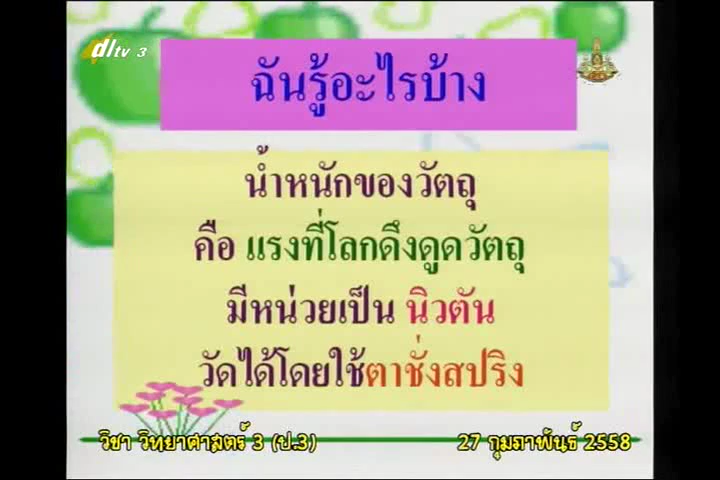 dltv 3
ฉันรู้อะไรบ้าง
น้ำหนักของวัตถุ
คือ แรงที่โลกดึงดูดวัตถุ
มีหน่วยเป็น นิวตัน
วัดได้โดยใช้ตาชั่งสปริง
วิชา วิทยาศาสตร์ 3 (ป.3) 27 กุมภาพันธ์ 2558